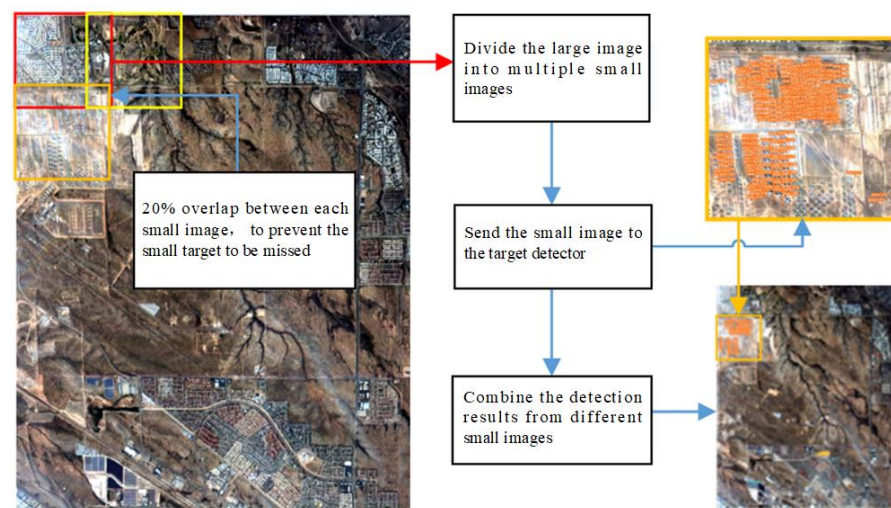 Divide the large image
into multiple small
images
20% overlap between each
small image， to prevent the
small target to be missed
Send the small image to
the target detector
Combine the detection
results from different
small images